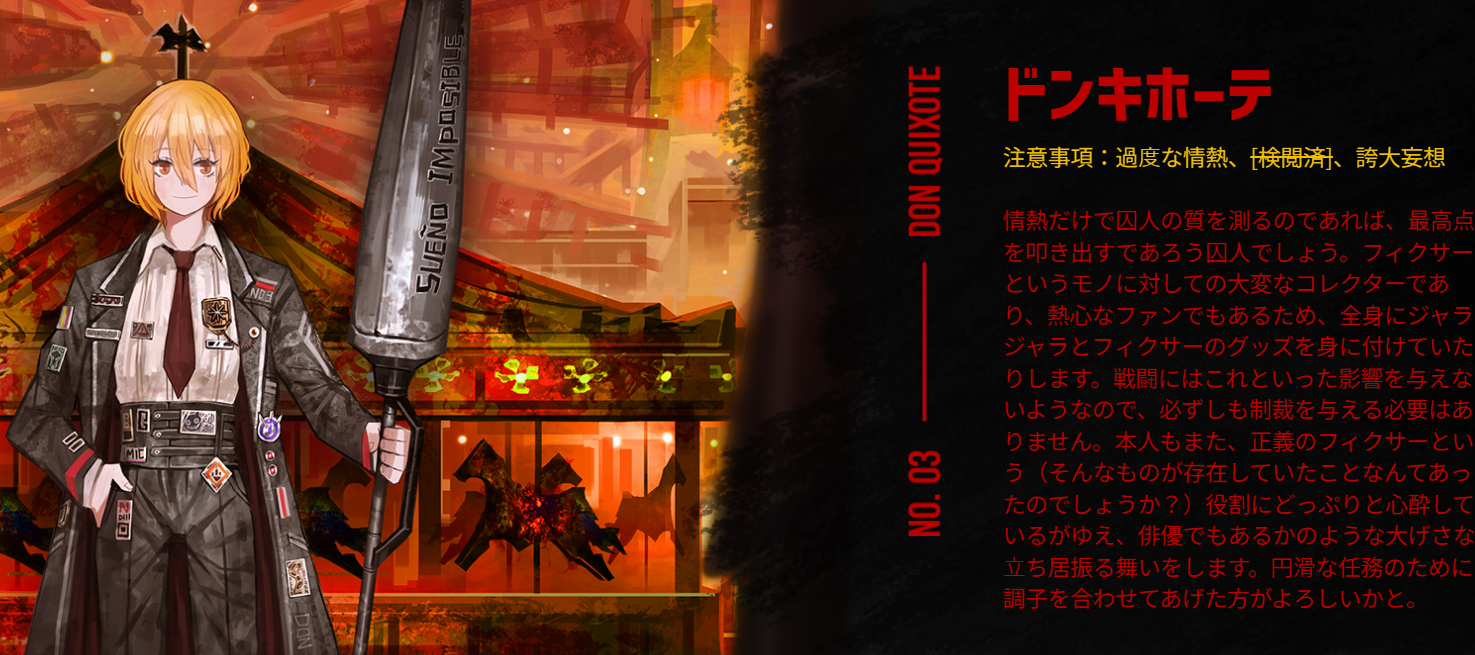 SUEÑO IMPOSIBLE
NO3
MIC
N
DON
DON QUIXOTE
NO. 03
ドンキホーテ
注意事項：過度な情熱、[検閲済]、誇大妄想
情熱だけで囚人の質を測るのであれば、最高点
を叩き出すであろう囚人でしょう。フィクサー
というモノに対しての大変なコレクターであ
り、熱心なファンでもあるため、全身にジャラ
ジャラとフィクサーのグッズを身に付けていた
りします。戦闘にはこれといった影響を与えな
いようなので、必ずしも制裁を与える必要はあ
りません。本人もまた、正義のフィクサーとい
う（そんなものが存在していたことなんてあっ
たのでしょうか？）役割にどっぷりと心酔して
いるがゆえ、俳優でもあるかのような大げさな
立ち居振る舞いをします。円滑な任務のために
調子を合わせてあげた方がよろしいかと。